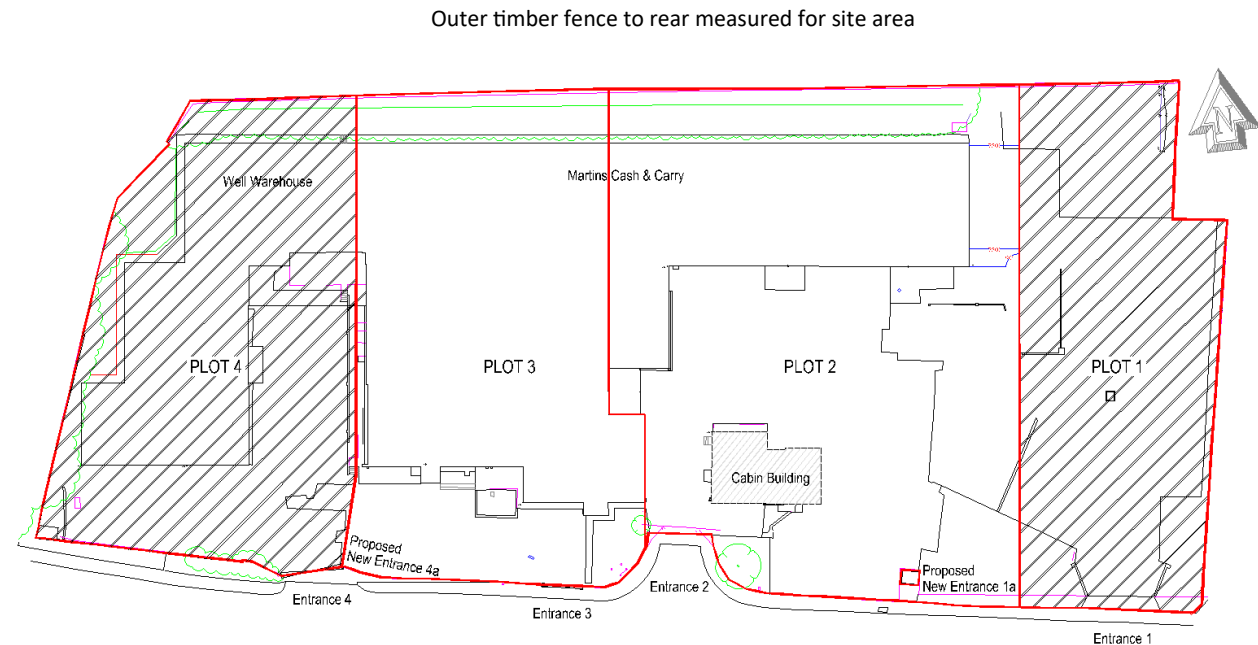 Outer timber fence to rear measured for site area
N
Well Warehouse
Martins Cash & Carry
PLOT 4
PLOT 3
PLOT 2
PLOT 1
Cabin Building
Proposed
New Entrance 4a
Proposed
New Entrance 1a
Entrance 4
Entrance 3
Entrance 2
Entrance 1